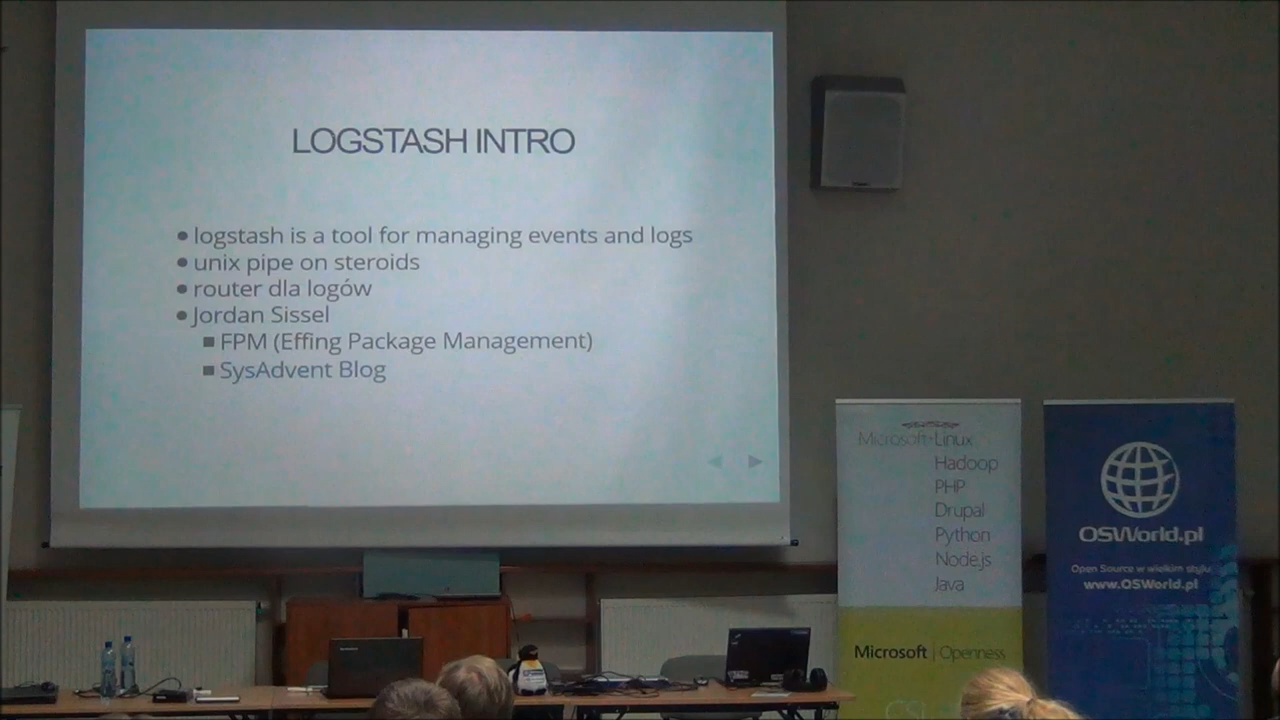 LOGSTASH INTRO
logstash is a tool for managing events and logs
unix pipe on steroids
router dla logów
Jordan Sissel
FPM (Effing Package Management)
SysAdvent Blog
Microsoft+Linux
Hadoop
PHP
Drupal
Python
Node.js
Java
Microsoft | Openness
OSWorld.pl
Open Source w wielkim stylu
www.OSWorld.pl